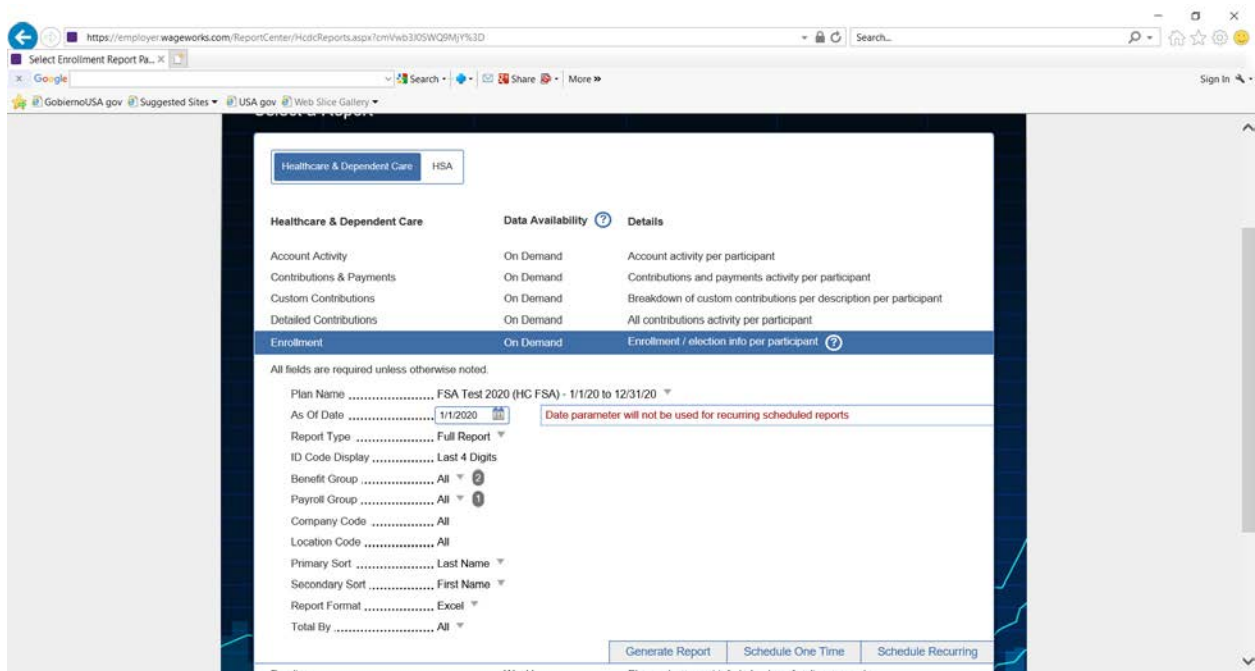 https://employer.wageworks.com/ReportCenter/HcdcReports.aspx?cmVwb3J0SWQ9MjY%3D
Search...
Select Enrollment Report Pa...
x Google Search Share More »
Sign In
GobiernoUSA gov Suggested Sites USA gov Web Slice Gallery
Select a Report
Healthcare & Dependent Care HSA
Healthcare & Dependent Care Data Availability ? Details
Account Activity On Demand Account activity per participant
Contributions & Payments On Demand Contributions and payments activity per participant
Custom Contributions On Demand Breakdown of custom contributions per description per participant
Detailed Contributions On Demand All contributions activity per participant
Enrollment On Demand Enrollment / election info per participant ?
All fields are required unless otherwise noted.
Plan Name ...................... FSA Test 2020 (HC FSA) - 1/1/20 to 12/31/20
As Of Date ...................... 1/1/2020 Date parameter will not be used for recurring scheduled reports
Report Type .................... Full Report
ID Code Display ................ Last 4 Digits
Benefit Group ................... All 2
Payroll Group ................... All 1
Company Code ................ All
Location Code .................. All
Primary Sort .................... Last Name
Secondary Sort ................. First Name
Report Format .................. Excel
Total By .......................... All
Generate Report Schedule One Time Schedule Recurring